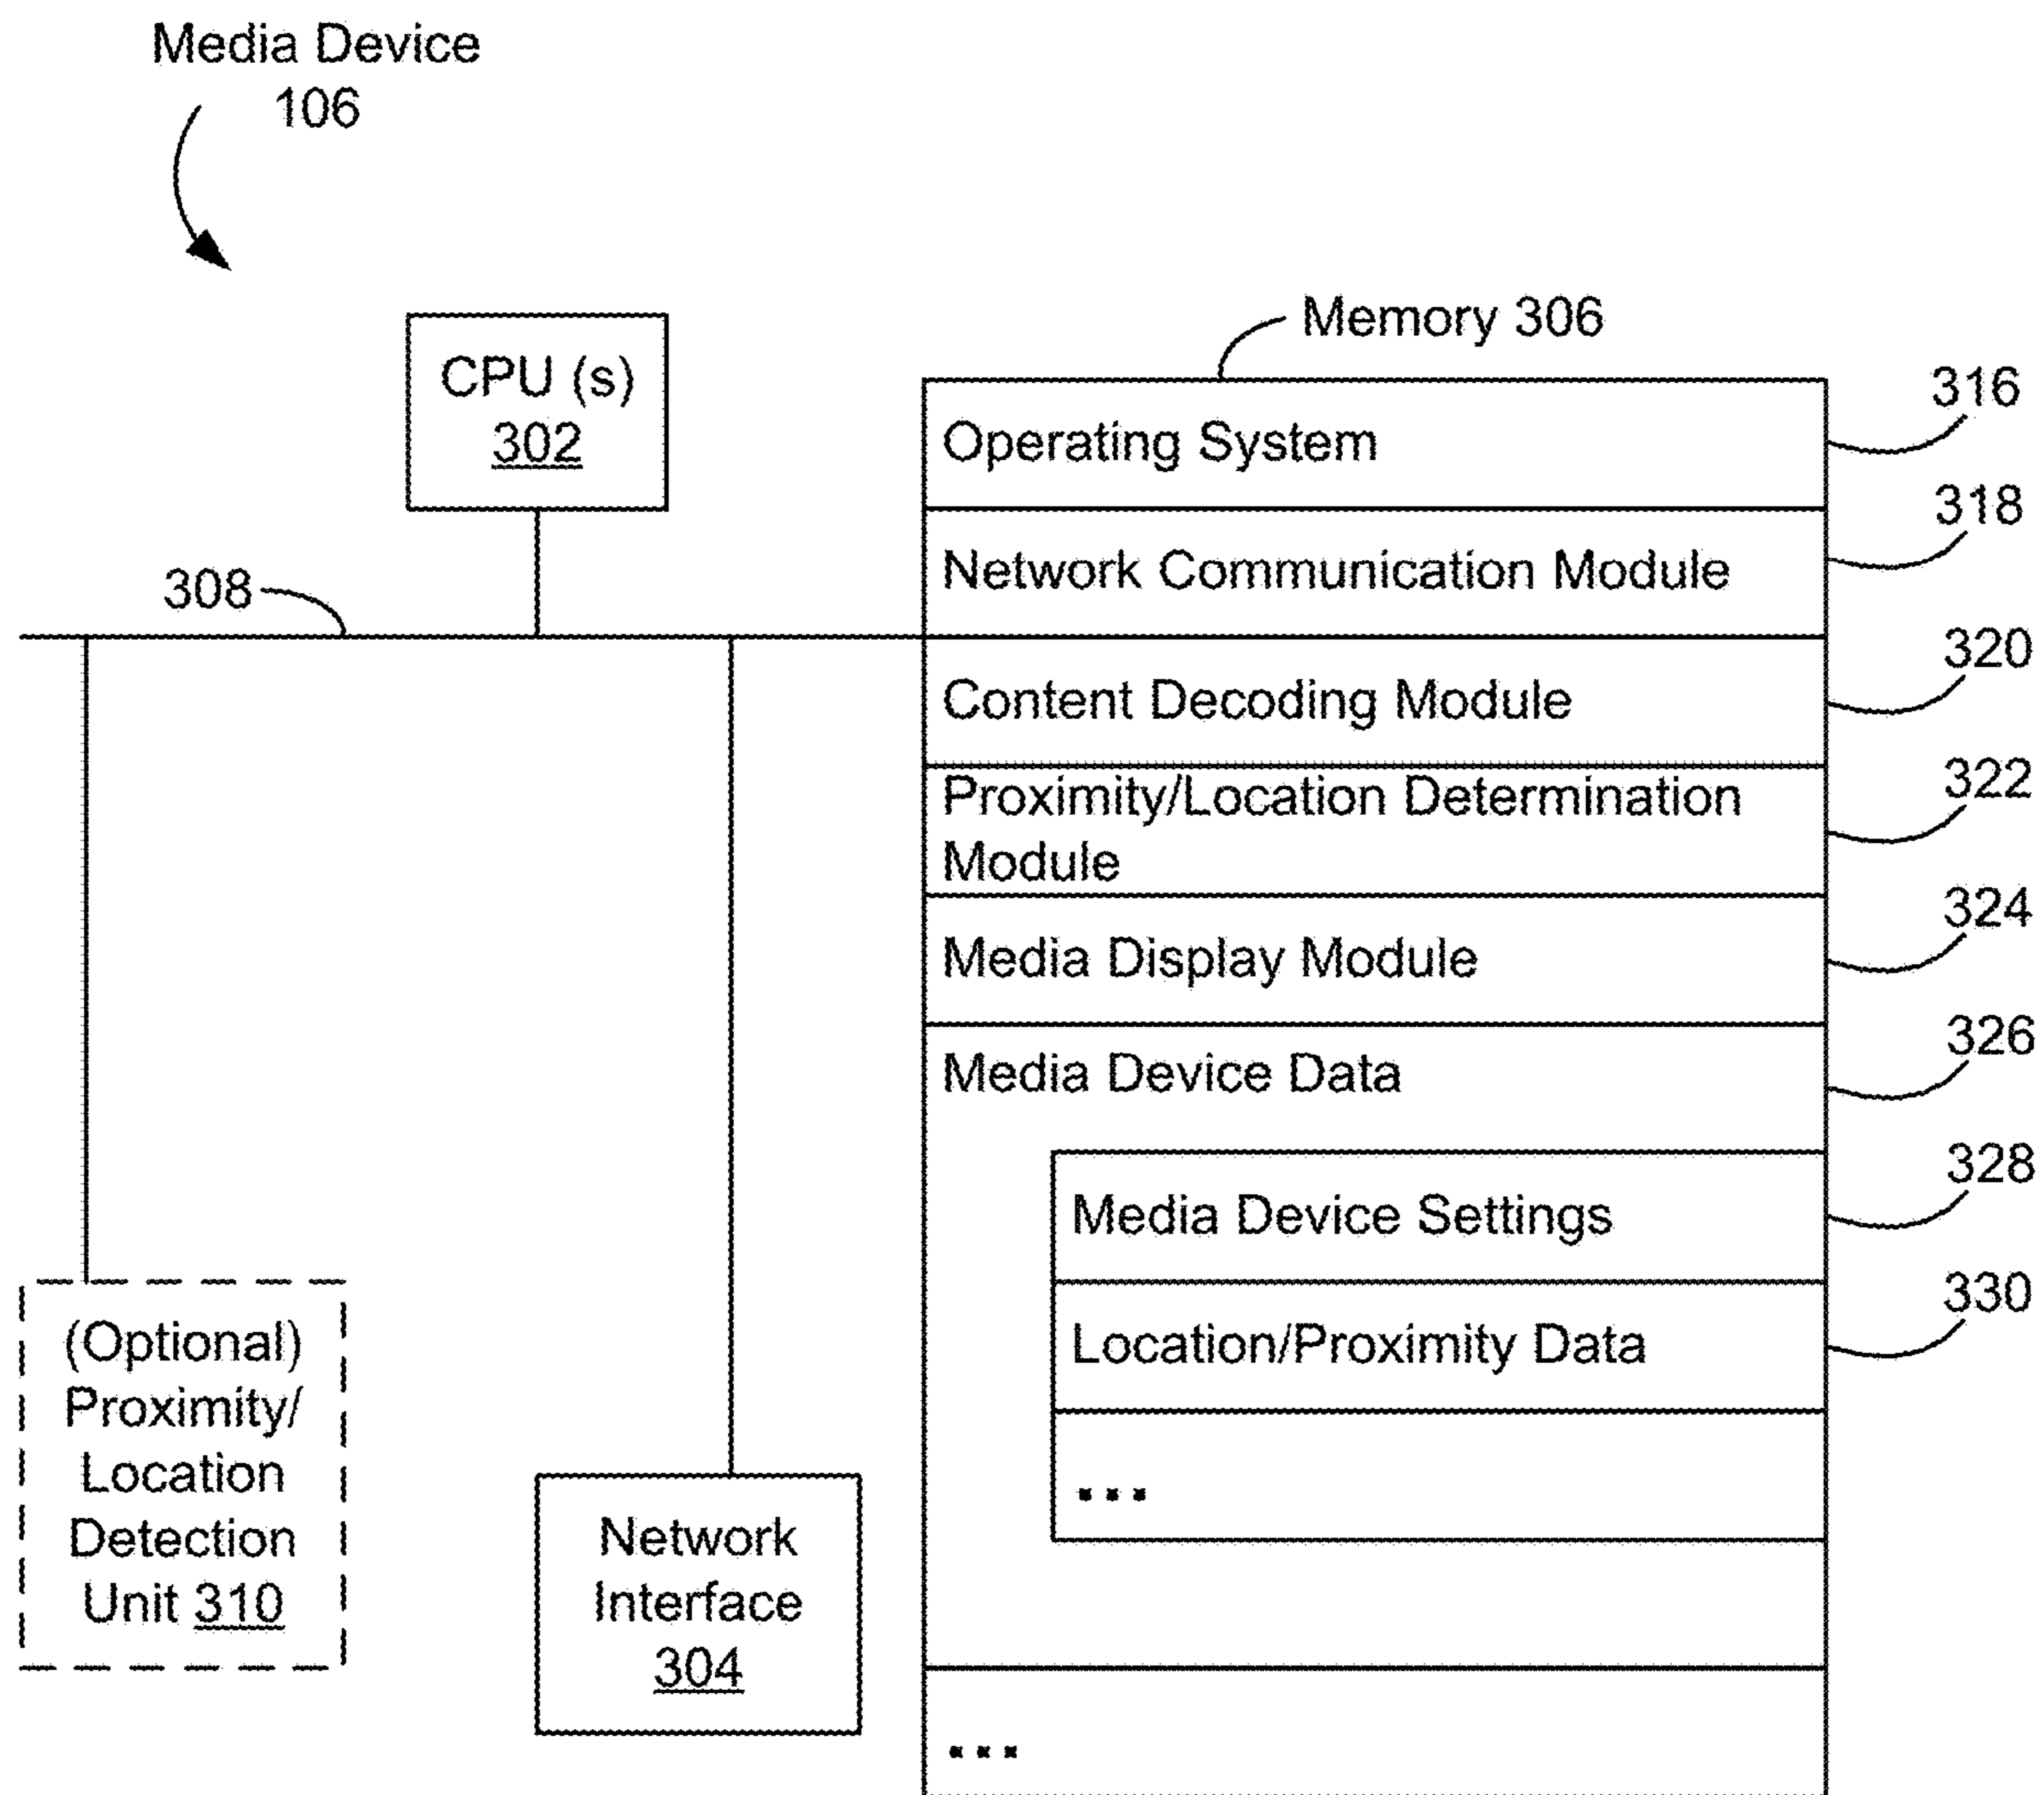 Media Device
106
CPU (s)
302
308
Memory 306
Operating System
316
Network Communication Module
318
Content Decoding Module
320
Proximity/Location Determination
Module
322
Media Display Module
324
Media Device Data
326
Media Device Settings
328
Location/Proximity Data
330
...
...
(Optional)
Proximity/
Location
Detection
Unit 310
Network
Interface
304